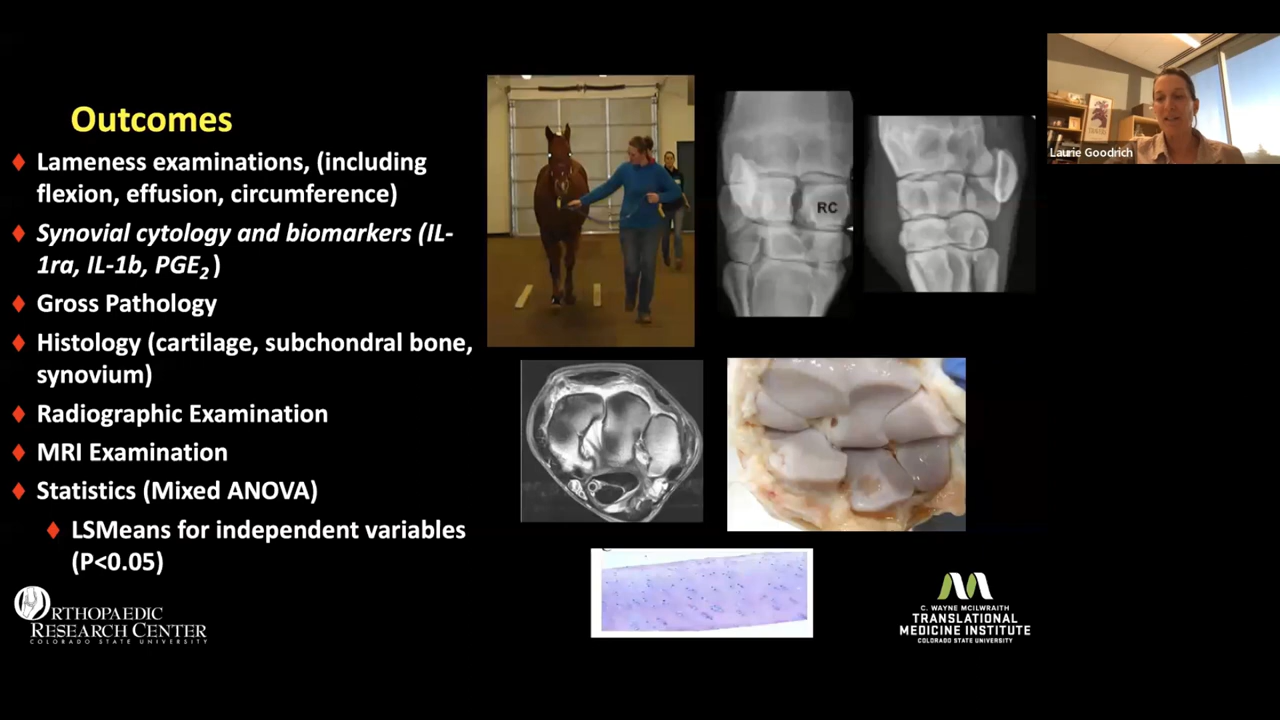 Outcomes
Lameness examinations, (including
flexion, effusion, circumference)
Synovial cytology and biomarkers (IL-
1ra, IL-1b, PGE2 )
Gross Pathology
Histology (cartilage, subchondral bone,
synovium)
Radiographic Examination
MRI Examination
Statistics (Mixed ANOVA)
LSMeans for independent variables
(P<0.05)
ORTHOPAEDIC
RESEARCH CENTER
COLORADO STATE UNIVERSITY
RC
C. WAYNE MCILWRAITH
TRANSLATIONAL
MEDICINE INSTITUTE
COLORADO STATE UNIVERSITY
Laurie Goodrich